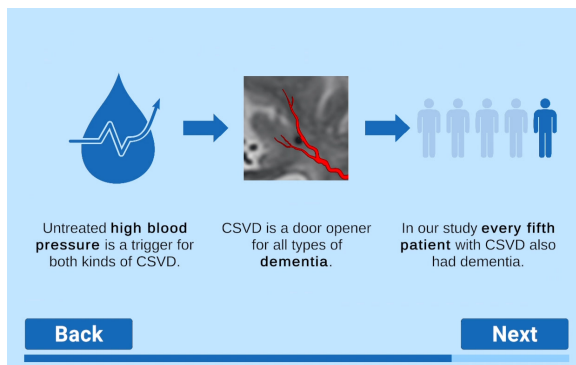 Untreated high blood
pressure is a trigger for
both kinds of CSVD.
CSVD is a door opener
for all types of
dementia.
In our study every fifth
patient with CSVD also
had dementia.
Back
Next